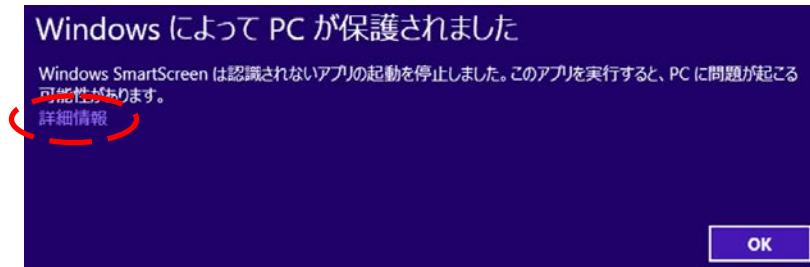 Windows によって PC が保護されました
Windows SmartScreen は認識されないアプリの起動を停止しました。このアプリを実行すると、PC に問題が起こる
可能性があります。
詳細情報
OK